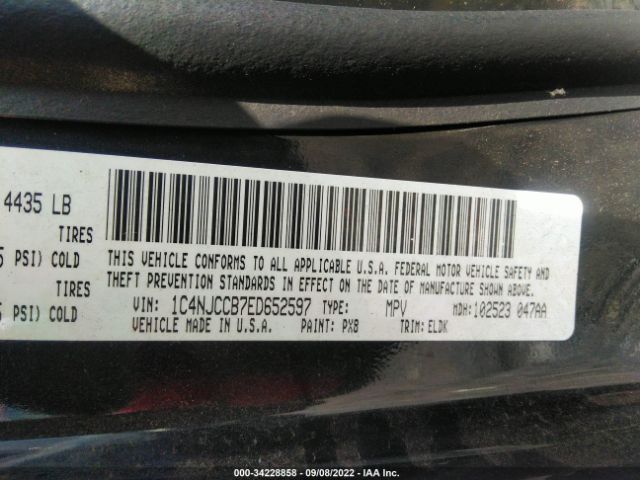 4435 LB
TIRES
PSI) COLD
TIRES
PSI) COLD
THIS VEHICLE CONFORMS TO ALL APPLICABLE U.S.A. FEDERAL MOTOR VEHICLE SAFETY AND
THEFT PREVENTION STANDARDS IN EFFECT ON THE DATE OF MANUFACTURE SHOWN ABOVE.
VIN: 1C4NJCCB7ED652597 TYPE: MPV MDH: 102523 047AA
VEHICLE MADE IN U.S.A. PAINT: PX8 TRIM: ELDK
000-34228858 - 09/08/2022 - IAA Inc.